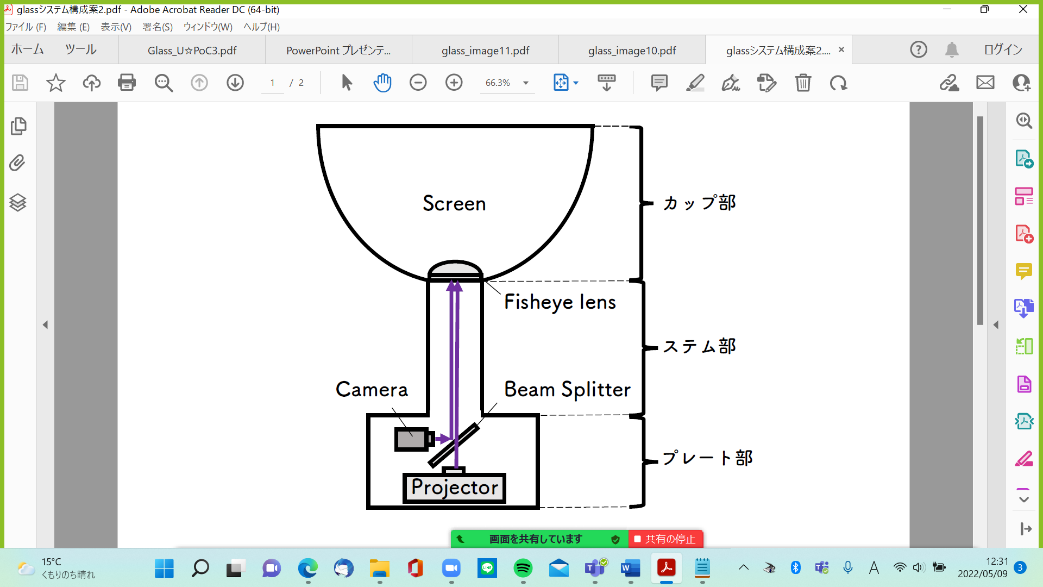 glassシステム構成案2.pdf - Adobe Acrobat Reader DC (64-bit)
ファイル(F) 編集(E) 表示(V) 署名(S) ウィンドウ(W) ヘルプ(H)
ホーム ツール Glass_U☆PoC3.pdf PowerPoint プレゼンテ... glass_image11.pdf glass_image10.pdf glassシステム構成案2.... × ログイン
1 / 2 66.3%
Screen
カップ部
Fisheye lens
ステム部
Camera
Beam Splitter
プレート部
Projector
画面を共有しています 共有の停止
15°C
くもりのち晴れ
A
12:31
2022/05/09
3